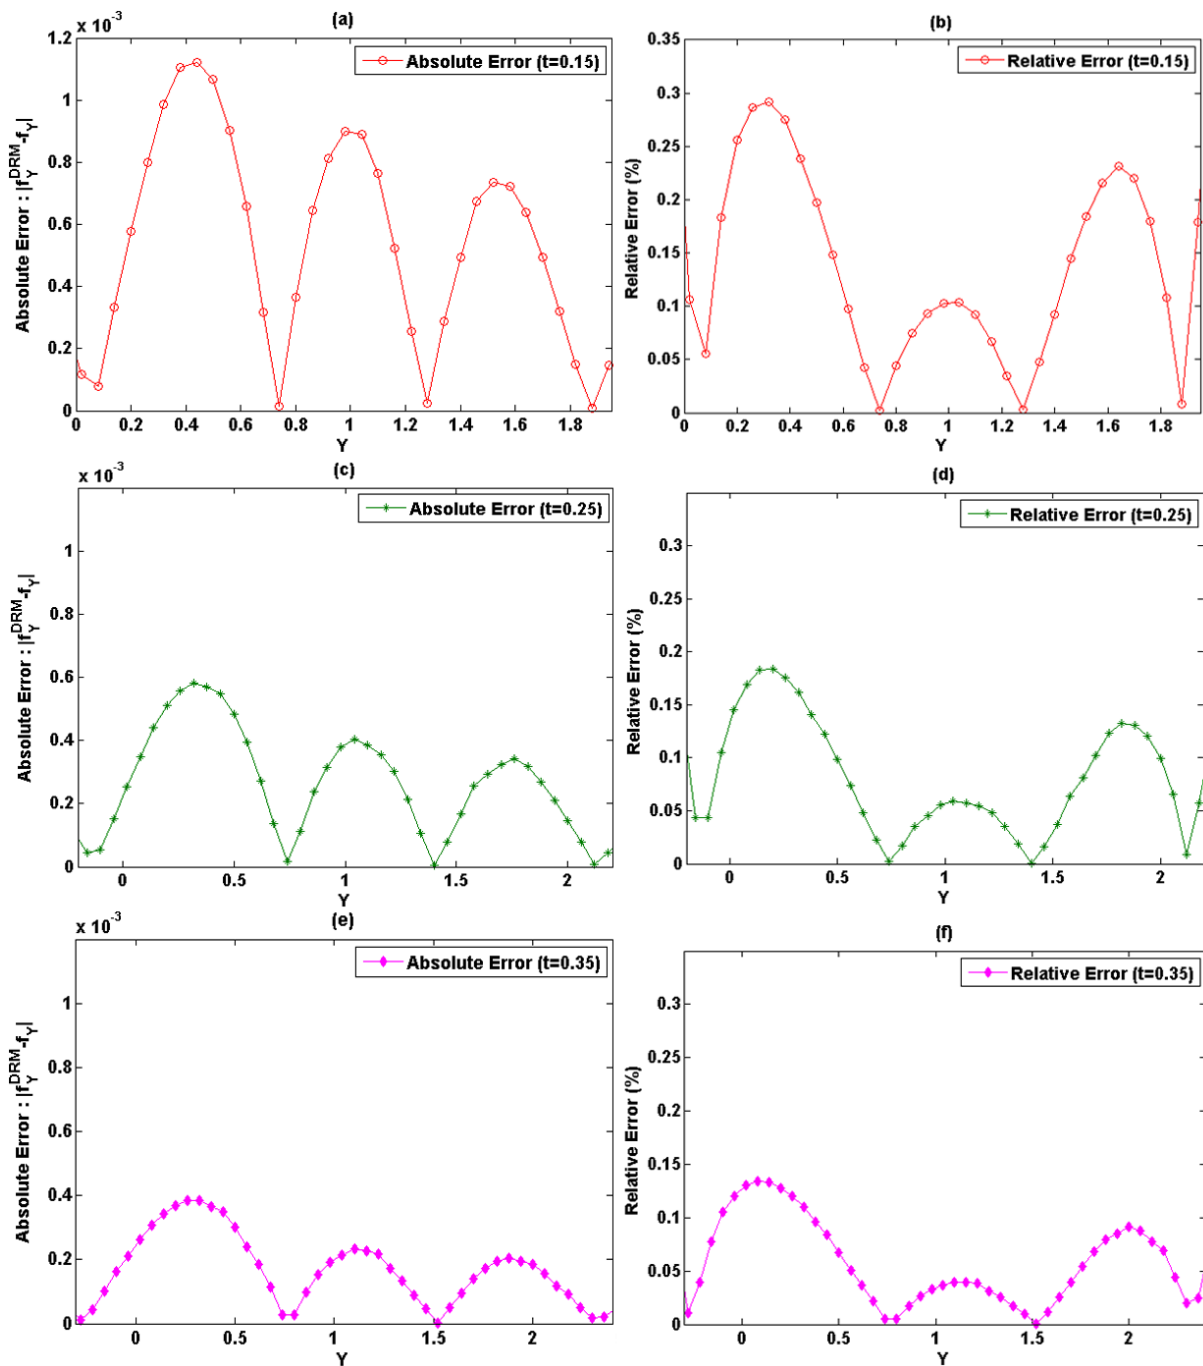 (a)
x 10^-3
Absolute Error (t=0.15)
1.2
1
0.8
0.6
0.4
0.2
0
Absolute Error : |f_Y^DRM-f_Y|
0 0.2 0.4 0.6 0.8 1 1.2 1.4 1.6 1.8
Y
(b)
Relative Error (t=0.15)
0.35
0.3
0.25
0.2
0.15
0.1
0.05
0
Relative Error (%)
0 0.2 0.4 0.6 0.8 1 1.2 1.4 1.6 1.8
Y
(c)
x 10^-3
Absolute Error (t=0.25)
1
0.8
0.6
0.4
0.2
0
Absolute Error : |f_Y^DRM-f_Y|
0 0.5 1 1.5 2
Y
(d)
Relative Error (t=0.25)
0.3
0.25
0.2
0.15
0.1
0.05
0
Relative Error (%)
0 0.5 1 1.5 2
Y
(e)
x 10^-3
Absolute Error (t=0.35)
1
0.8
0.6
0.4
0.2
0
Absolute Error : |f_Y^DRM-f_Y|
0 0.5 1 1.5 2
Y
(f)
Relative Error (t=0.35)
0.3
0.25
0.2
0.15
0.1
0.05
0
Relative Error (%)
0 0.5 1 1.5 2
Y